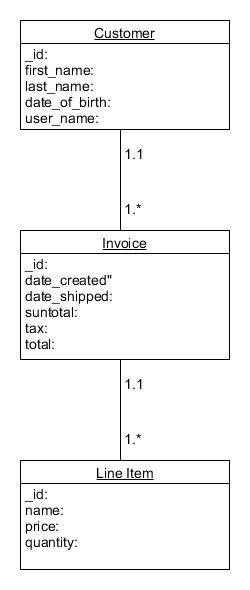 Customer
_id:
first_name:
last_name:
date_of_birth:
user_name:
1.1
1.*
Invoice
_id:
date_created"
date_shipped:
suntotal:
tax:
total:
1.1
1.*
Line Item
_id:
name:
price:
quantity: